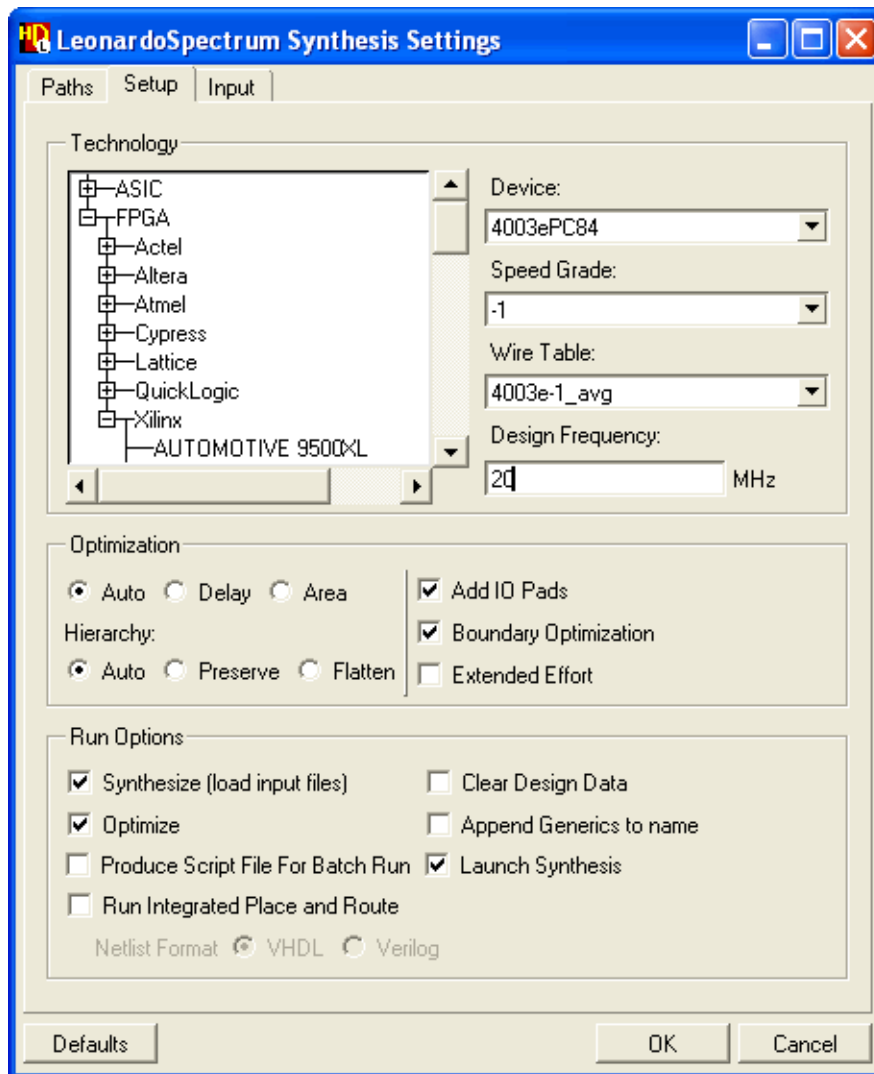 LeonardoSpectrum Synthesis Settings
Paths Setup Input
Technology
ASIC
FPGA
Actel
Altera
Atmel
Cypress
Lattice
QuickLogic
Xilinx
AUTOMOTIVE 9500XL
Device:
4003ePC84
Speed Grade:
-1
Wire Table:
4003e-1_avg
Design Frequency:
20 MHz
Optimization
Auto Delay Area
Hierarchy:
Auto Preserve Flatten
Add IO Pads
Boundary Optimization
Extended Effort
Run Options
Synthesize (load input files)
Optimize
Produce Script File For Batch Run
Run Integrated Place and Route
Netlist Format VHDL Verilog
Clear Design Data
Append Generics to name
Launch Synthesis
Defaults OK Cancel